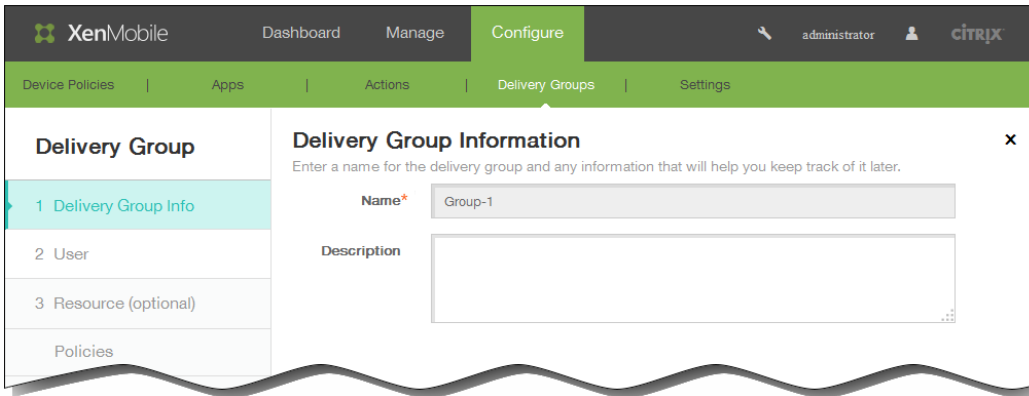 XenMobile Dashboard Manage Configure administrator CİTRIX
Device Policies | Apps | Actions | Delivery Groups | Settings
Delivery Group
1 Delivery Group Info
2 User
3 Resource (optional)
Policies
Delivery Group Information x
Enter a name for the delivery group and any information that will help you keep track of it later.
Name* Group-1
Description